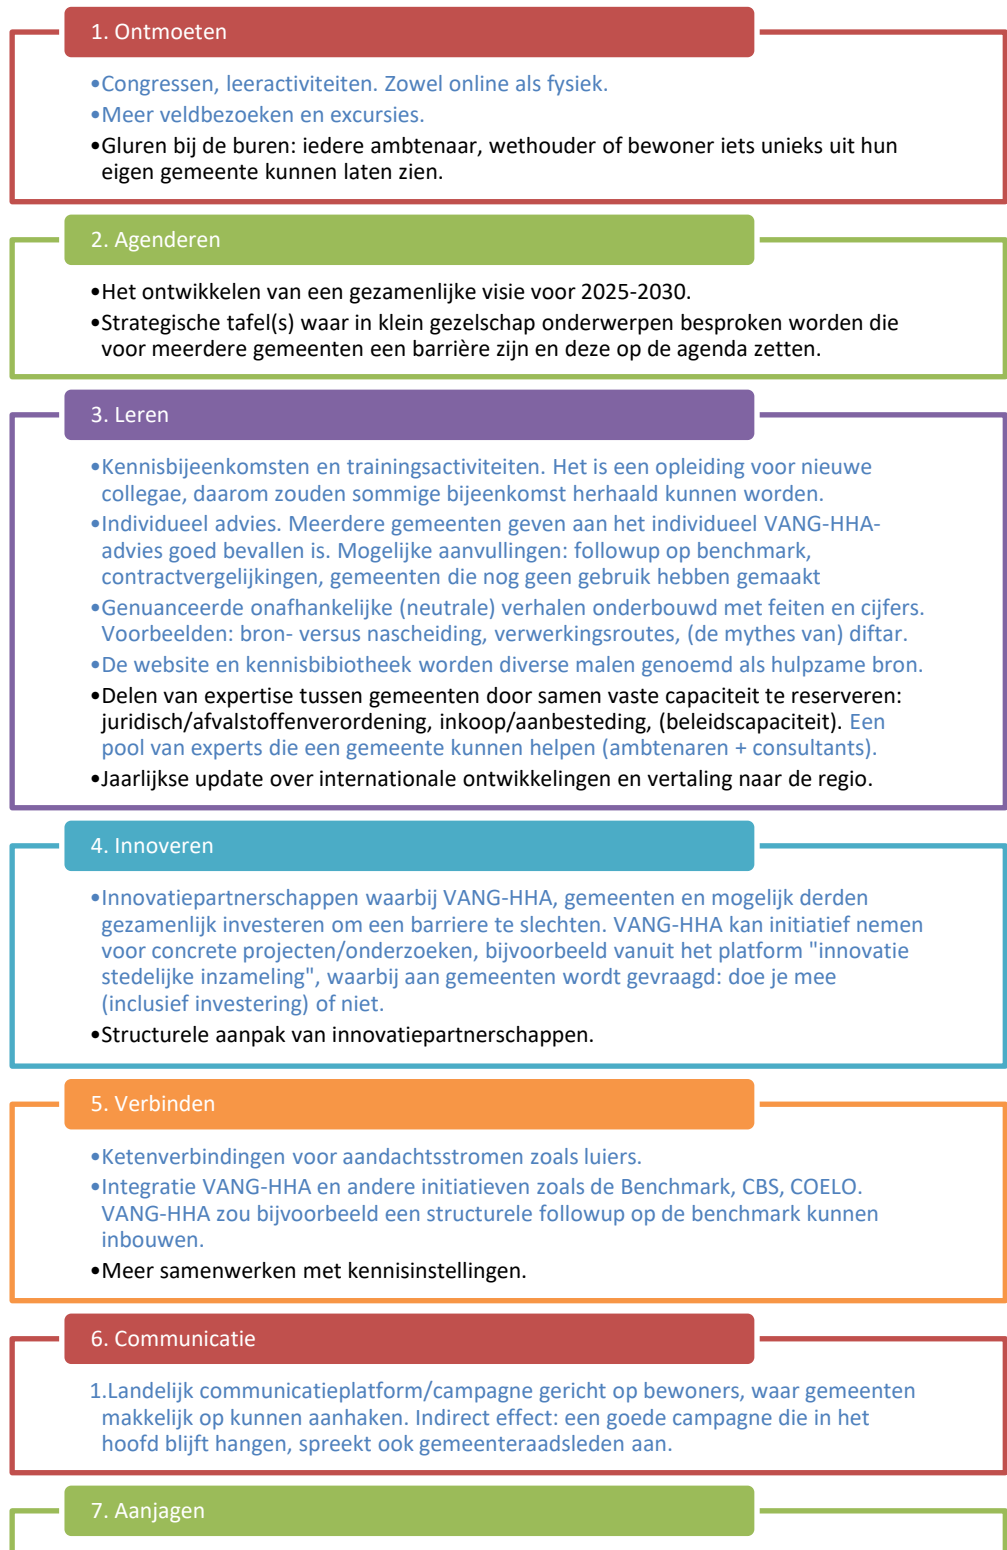 1. Ontmoeten
•Congressen, leeractiviteiten. Zowel online als fysiek.
•Meer veldbezoeken en excursies.
•Gluren bij de buren: iedere ambtenaar, wethouder of bewoner iets unieks uit hun
eigen gemeente kunnen laten zien.
2. Agenderen
•Het ontwikkelen van een gezamenlijke visie voor 2025-2030.
•Strategische tafel(s) waar in klein gezelschap onderwerpen besproken worden die
voor meerdere gemeenten een barrière zijn en deze op de agenda zetten.
3. Leren
•Kennisbijeenkomsten en trainingsactiviteiten. Het is een opleiding voor nieuwe
collegae, daarom zouden sommige bijeenkomst herhaald kunnen worden.
•Individueel advies. Meerdere gemeenten geven aan het individueel VANG-HHA-
advies goed bevallen is. Mogelijke aanvullingen: followup op benchmark,
contractvergelijkingen, gemeenten die nog geen gebruik hebben gemaakt
•Genuanceerde onafhankelijke (neutrale) verhalen onderbouwd met feiten en cijfers.
Voorbeelden: bron- versus nascheiding, verwerkingsroutes, (de mythes van) diftar.
•De website en kennisbibiotheek worden diverse malen genoemd als hulpzame bron.
•Delen van expertise tussen gemeenten door samen vaste capaciteit te reserveren:
juridisch/afvalstoffenverordening, inkoop/aanbesteding, (beleidscapaciteit). Een
pool van experts die een gemeente kunnen helpen (ambtenaren + consultants).
•Jaarlijkse update over internationale ontwikkelingen en vertaling naar de regio.
4. Innoveren
•Innovatiepartnerschappen waarbij VANG-HHA, gemeenten en mogelijk derden
gezamenlijk investeren om een barriere te slechten. VANG-HHA kan initiatief nemen
voor concrete projecten/onderzoeken, bijvoorbeeld vanuit het platform "innovatie
stedelijke inzameling", waarbij aan gemeenten wordt gevraagd: doe je mee
(inclusief investering) of niet.
•Structurele aanpak van innovatiepartnerschappen.
5. Verbinden
•Ketenverbindingen voor aandachtsstromen zoals luiers.
•Integratie VANG-HHA en andere initiatieven zoals de Benchmark, CBS, COELO.
VANG-HHA zou bijvoorbeeld een structurele followup op de benchmark kunnen
inbouwen.
•Meer samenwerken met kennisinstellingen.
6. Communicatie
1.Landelijk communicatieplatform/campagne gericht op bewoners, waar gemeenten
makkelijk op kunnen aanhaken. Indirect effect: een goede campagne die in het
hoofd blijft hangen, spreekt ook gemeenteraadsleden aan.
7. Aanjagen